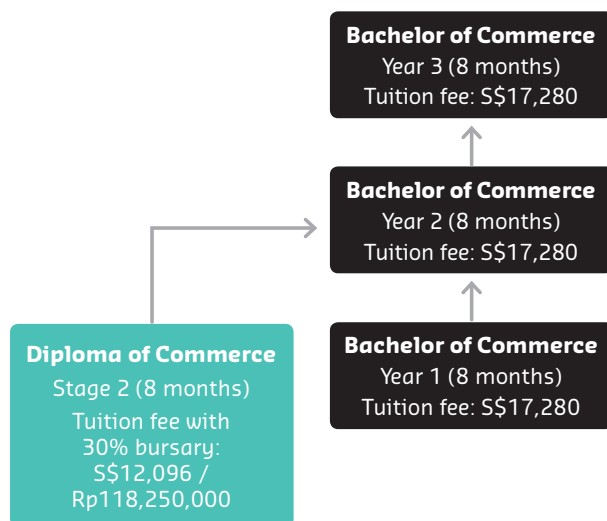 Bachelor of Commerce
Year 3 (8 months)
Tuition fee: S$17,280
Bachelor of Commerce
Year 2 (8 months)
Tuition fee: S$17,280
Diploma of Commerce
Stage 2 (8 months)
Tuition fee with
30% bursary:
S$12,096 /
Rp118,250,000
Bachelor of Commerce
Year 1 (8 months)
Tuition fee: S$17,280